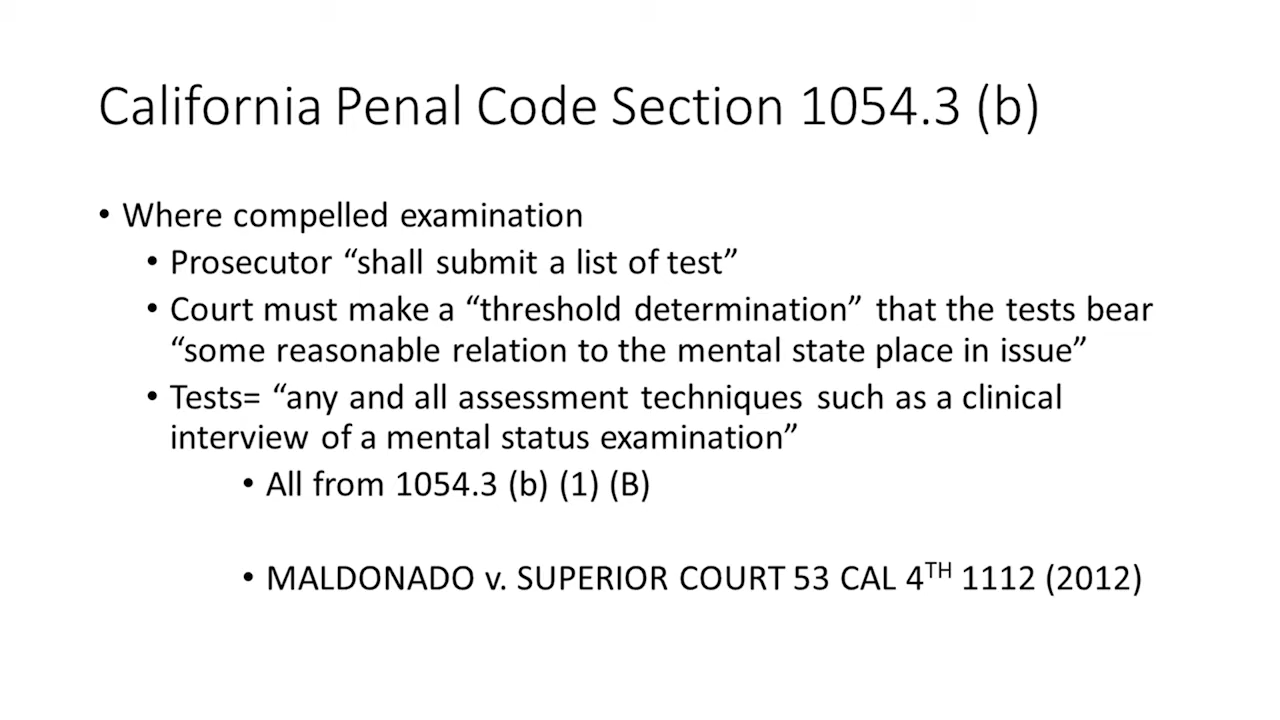 California Penal Code Section 1054.3 (b)
• Where compelled examination
• Prosecutor “shall submit a list of test”
• Court must make a “threshold determination” that the tests bear
“some reasonable relation to the mental state place in issue”
• Tests= “any and all assessment techniques such as a clinical
interview of a mental status examination”
• All from 1054.3 (b) (1) (B)
• MALDONADO v. SUPERIOR COURT 53 CAL 4TH 1112 (2012)